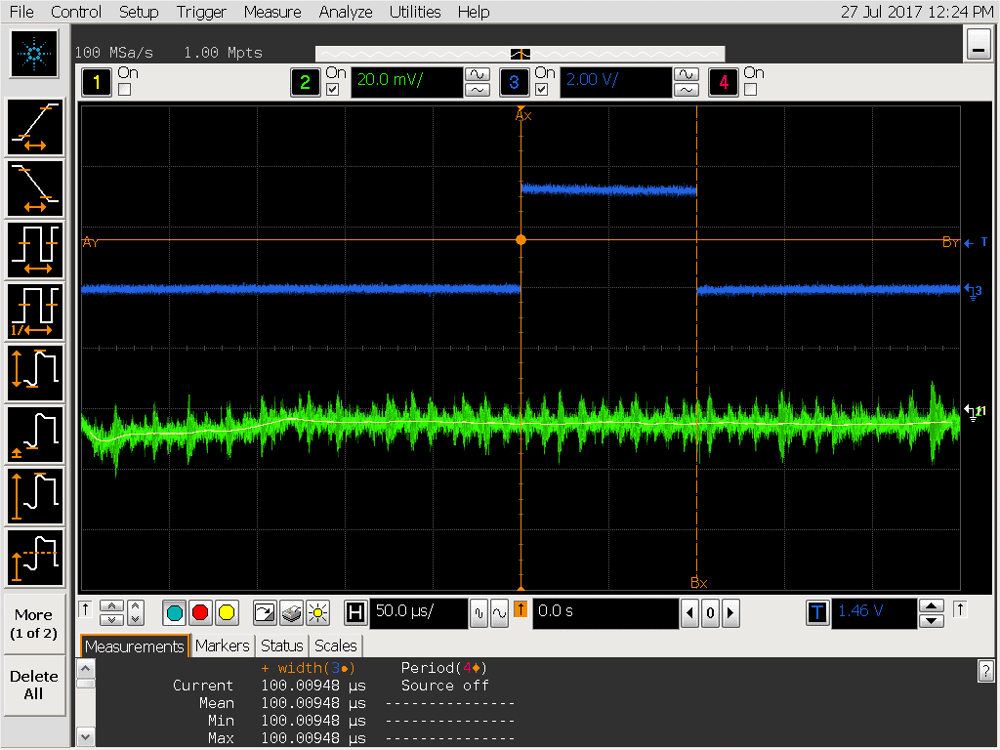 File Control Setup Trigger Measure Analyze Utilities Help 27 Jul 2017 12:24 PM
100 MSa/s 1.00 Mpts
1 On 2 On 20.0 mV/ 3 On 2.00 V/ 4 On
Ax
AY BY T
3
1/
Bx
More
(1 of 2)
Delete
All
H 50.0 µs/ 0.0 s 0 T 1.46 V
Measurements Markers Status Scales
+ width(3) Period(4) ?
Current 100.00948 µs Source off
Mean 100.00948 µs ---------------
Min 100.00948 µs ---------------
Max 100.00948 µs ---------------